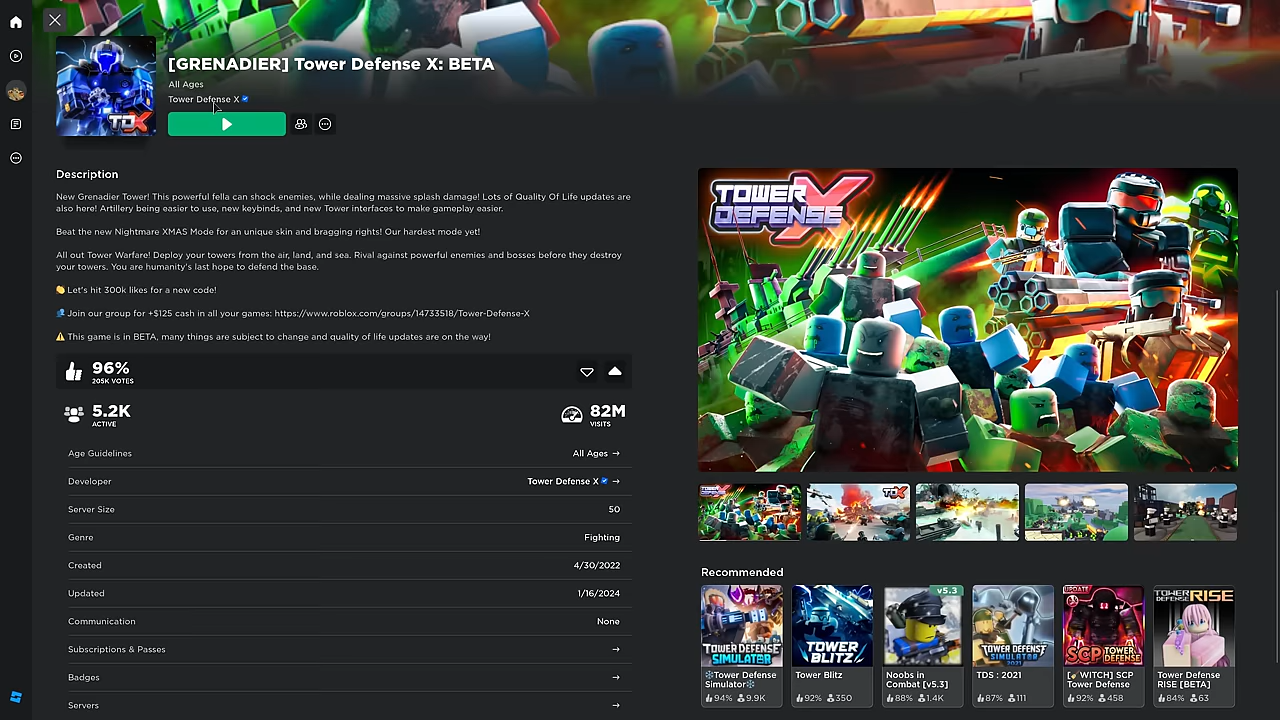 [GRENADIER] Tower Defense X: BETA
All Ages
Tower Defense X
TDX
Description
New Grenadier Tower! This powerful fella can shock enemies, while dealing massive splash damage! Lots of Quality Of Life updates are
also here! Artillery being easier to use, new keybinds, and new Tower interfaces to make gameplay easier.
Beat the new Nightmare XMAS Mode for an unique skin and bragging rights! Our hardest mode yet!
All out Tower Warfare! Deploy your towers from the air, land, and sea. Rival against powerful enemies and bosses before they destroy
your towers. You are humanity's last hope to defend the base.
👏 Let's hit 300k likes for a new code!
👥 Join our group for +$125 cash in all your games: https://www.roblox.com/groups/14733518/Tower-Defense-X
⚠️ This game is in BETA, many things are subject to change and quality of life updates are on the way!
96%
205K VOTES
5.2K
ACTIVE
82M
VISITS
Age Guidelines
All Ages →
Developer
Tower Defense X →
Server Size
50
Genre
Fighting
Created
4/30/2022
Updated
1/16/2024
Communication
None
Subscriptions & Passes →
Badges →
Servers →
TOWER
DEFENSE X
TOWER
DEFENSE
TDX
Recommended
TOWER DEFENSE
SIMULATOR
❄Tower Defense
Simulator❄
94% 9.9K
TOWER
BLITZ
Tower Blitz
92% 350
v5.3
Noobs in
Combat [v5.3]
88% 1.4K
TOWER DEFENSE
SIMULATOR
2021
TDS : 2021
87% 111
UPDATE
SCP TOWER
DEFENSE
WITCH] SCP
Tower Defense
92% 458
TOWER
DEFENSE RISE
Tower Defense
RISE [BETA]
84% 63